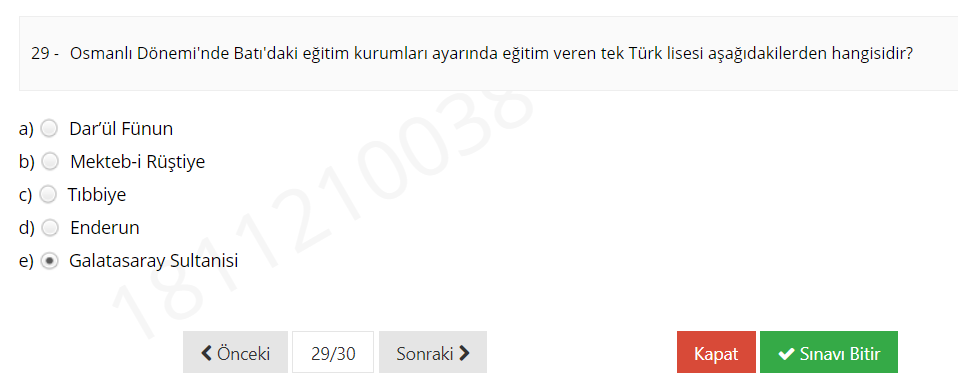 29 - Osmanlı Dönemi'nde Batı'daki eğitim kurumları ayarında eğitim veren tek Türk lisesi aşağıdakilerden hangisidir?
a) Dar’ül Fünun
b) Mekteb-i Rüştiye
c) Tıbbiye
d) Enderun
e) Galatasaray Sultanisi
1811210038
Önceki 29/30 Sonraki Kapat Sınavı Bitir